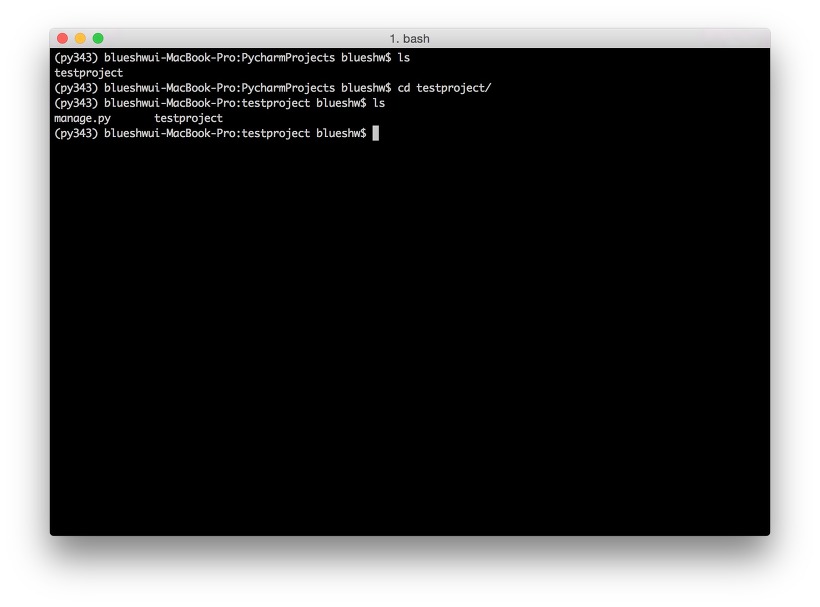 1. bash
(py343) blueshwui-MacBook-Pro:PycharmProjects blueshw$ ls
testproject
(py343) blueshwui-MacBook-Pro:PycharmProjects blueshw$ cd testproject/
(py343) blueshwui-MacBook-Pro:testproject blueshw$ ls
manage.py testproject
(py343) blueshwui-MacBook-Pro:testproject blueshw$